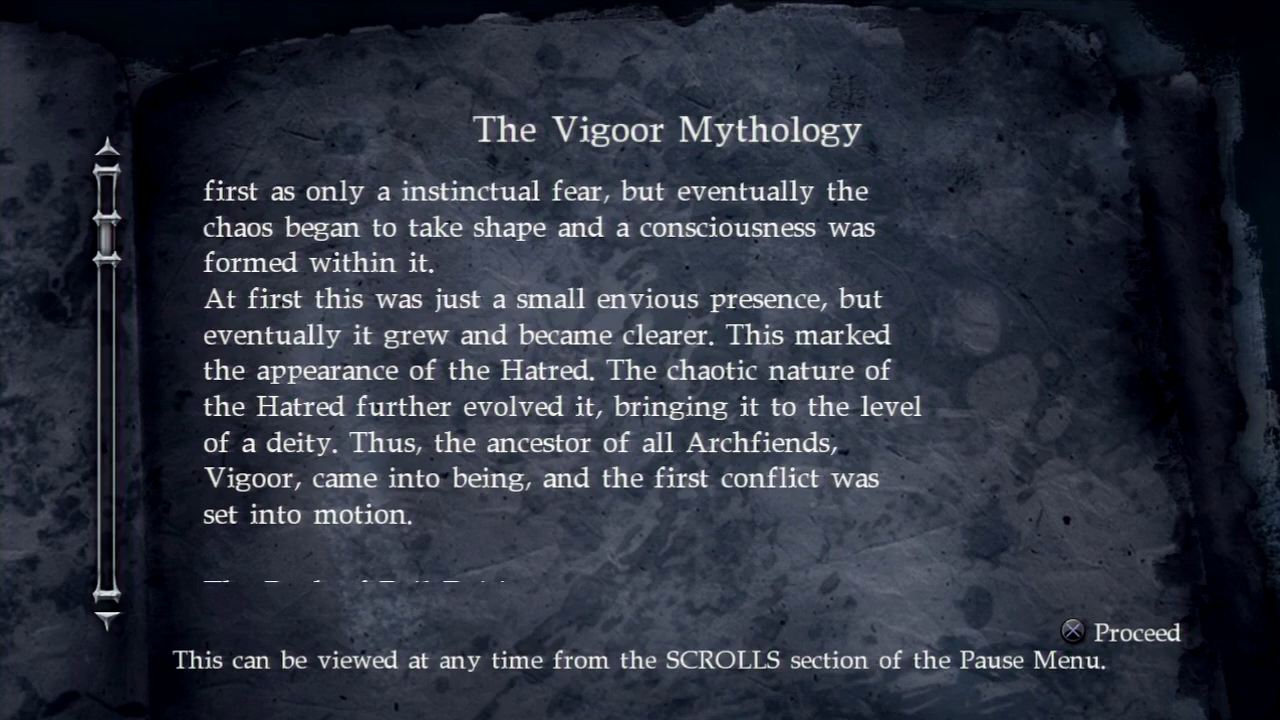 The Vigoor Mythology
first as only a instinctual fear, but eventually the
chaos began to take shape and a consciousness was
formed within it.
At first this was just a small envious presence, but
eventually it grew and became clearer. This marked
the appearance of the Hatred. The chaotic nature of
the Hatred further evolved it, bringing it to the level
of a deity. Thus, the ancestor of all Archfiends,
Vigoor, came into being, and the first conflict was
set into motion.
Proceed
This can be viewed at any time from the SCROLLS section of the Pause Menu.